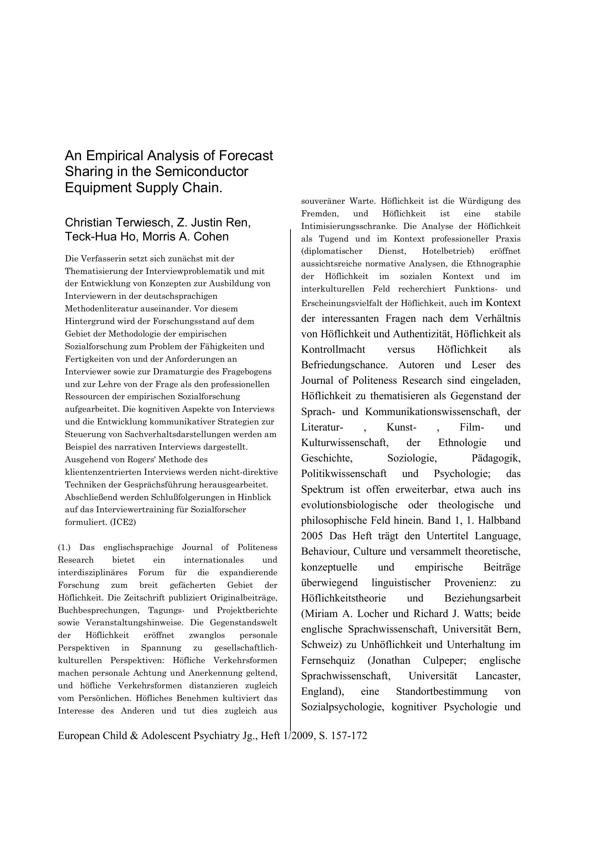 An Empirical Analysis of Forecast
Sharing in the Semiconductor
Equipment Supply Chain.
Christian Terwiesch, Z. Justin Ren,
Teck-Hua Ho, Morris A. Cohen
Die Verfasserin setzt sich zunächst mit der
Thematisierung der Interviewproblematik und mit
der Entwicklung von Konzepten zur Ausbildung von
Interviewern in der deutschsprachigen
Methodenliteratur auseinander. Vor diesem
Hintergrund wird der Forschungsstand auf dem
Gebiet der Methodologie der empirischen
Sozialforschung zum Problem der Fähigkeiten und
Fertigkeiten von und der Anforderungen an
Interviewer sowie zur Dramaturgie des Fragebogens
und zur Lehre von der Frage als den professionellen
Ressourcen der empirischen Sozialforschung
aufgearbeitet. Die kognitiven Aspekte von Interviews
und die Entwicklung kommunikativer Strategien zur
Steuerung von Sachverhaltsdarstellungen werden am
Beispiel des narrativen Interviews dargestellt.
Ausgehend von Rogers' Methode des
klientenzentrierten Interviews werden nicht-direktive
Techniken der Gesprächsführung herausgearbeitet.
Abschließend werden Schlußfolgerungen in Hinblick
auf das Interviewertraining für Sozialforscher
formuliert. (ICE2)
(1.) Das englischsprachige Journal of Politeness
Research bietet ein internationales und
interdisziplinäres Forum für die expandierende
Forschung zum breit gefächerten Gebiet der
Höflichkeit. Die Zeitschrift publiziert Originalbeiträge,
Buchbesprechungen, Tagungs- und Projektberichte
sowie Veranstaltungshinweise. Die Gegenstandswelt
der Höflichkeit eröffnet zwanglos personale
Perspektiven in Spannung zu gesellschaftlich-
kulturellen Perspektiven: Höfliche Verkehrsformen
machen personale Achtung und Anerkennung geltend,
und höfliche Verkehrsformen distanzieren zugleich
vom Persönlichen. Höfliches Benehmen kultiviert das
Interesse des Anderen und tut dies zugleich aus
souveräner Warte. Höflichkeit ist die Würdigung des
Fremden, und Höflichkeit ist eine stabile
Intimisierungsschranke. Die Analyse der Höflichkeit
als Tugend und im Kontext professioneller Praxis
(diplomatischer Dienst, Hotelbetrieb) eröffnet
aussichtsreiche normative Analysen, die Ethnographie
der Höflichkeit im sozialen Kontext und im
interkulturellen Feld recherchiert Funktions- und
Erscheinungsvielfalt der Höflichkeit, auch im Kontext
der interessanten Fragen nach dem Verhältnis
von Höflichkeit und Authentizität, Höflichkeit als
Kontrollmacht versus Höflichkeit als
Befriedungschance. Autoren und Leser des
Journal of Politeness Research sind eingeladen,
Höflichkeit zu thematisieren als Gegenstand der
Sprach- und Kommunikationswissenschaft, der
Literatur- , Kunst- , Film- und
Kulturwissenschaft, der Ethnologie und
Geschichte, Soziologie, Pädagogik,
Politikwissenschaft und Psychologie; das
Spektrum ist offen erweiterbar, etwa auch ins
evolutionsbiologische oder theologische und
philosophische Feld hinein. Band 1, 1. Halbband
2005 Das Heft trägt den Untertitel Language,
Behaviour, Culture und versammelt theoretische,
konzeptuelle und empirische Beiträge
überwiegend linguistischer Provenienz: zu
Höflichkeitstheorie und Beziehungsarbeit
(Miriam A. Locher und Richard J. Watts; beide
englische Sprachwissenschaft, Universität Bern,
Schweiz) zu Unhöflichkeit und Unterhaltung im
Fernsehquiz (Jonathan Culpeper; englische
Sprachwissenschaft, Universität Lancaster,
England), eine Standortbestimmung von
Sozialpsychologie, kognitiver Psychologie und
European Child & Adolescent Psychiatry Jg., Heft 1/2009, S. 157-172